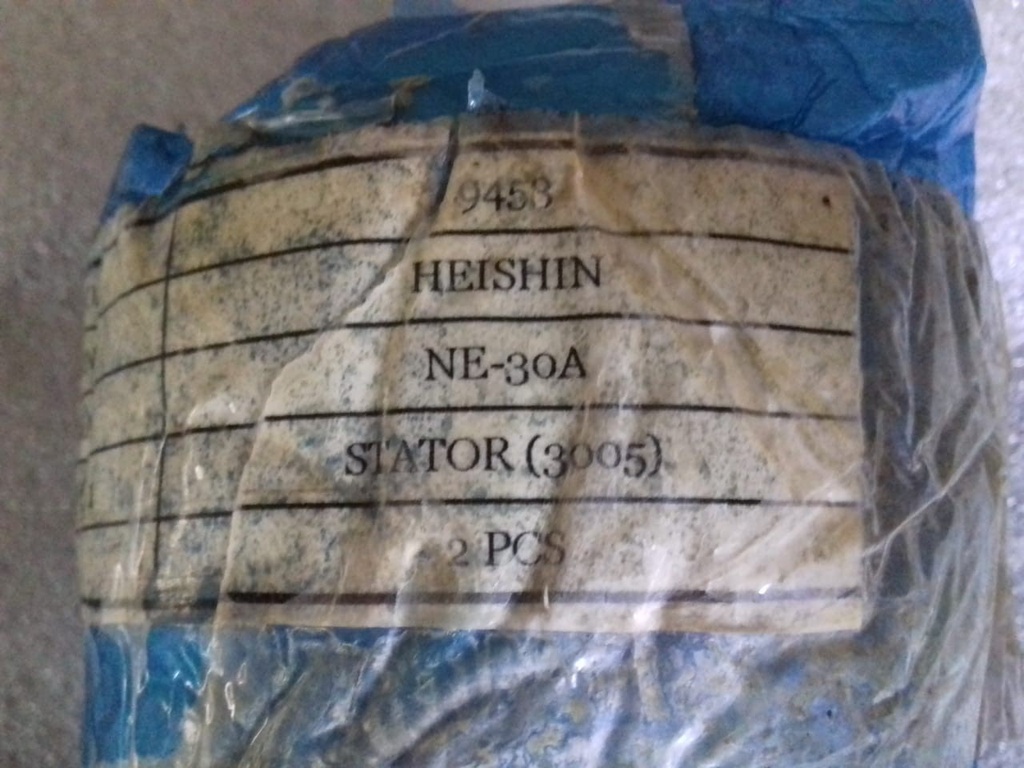 9453
HEISHIN
NE-30A
STATOR (3005)
2 PCS